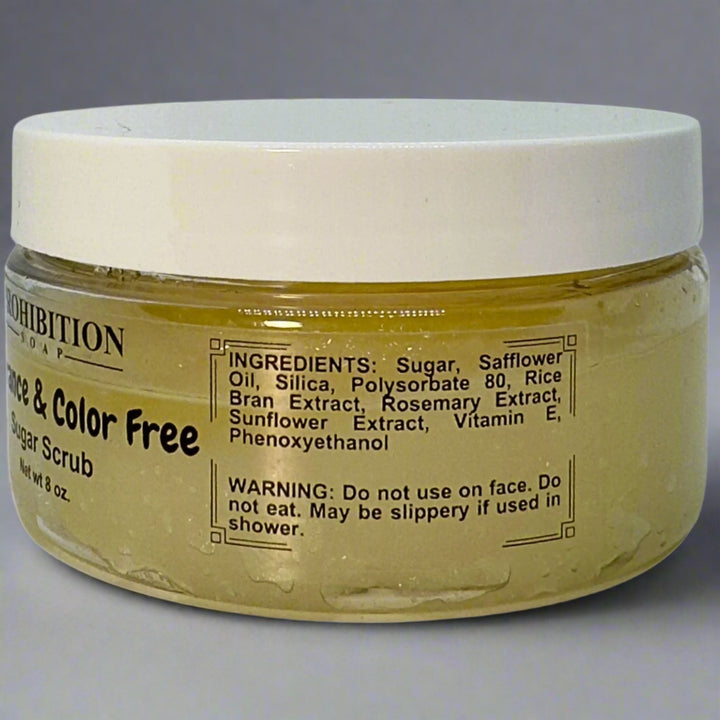 PROHIBITION
SOAP
& Color Free
Sugar Scrub
Net wt 8 oz.
INGREDIENTS: Sugar, Safflower
Oil, Silica, Polysorbate 80, Rice
Bran Extract, Rosemary Extract,
Sunflower Extract, Vitamin E,
Phenoxyethanol
WARNING: Do not use on face. Do
not eat. May be slippery if used in
shower.